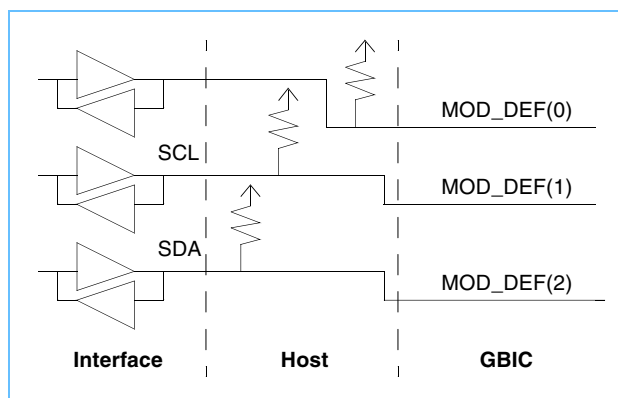 MOD_DEF(0)
SCL
MOD_DEF(1)
SDA
MOD_DEF(2)
Interface Host GBIC